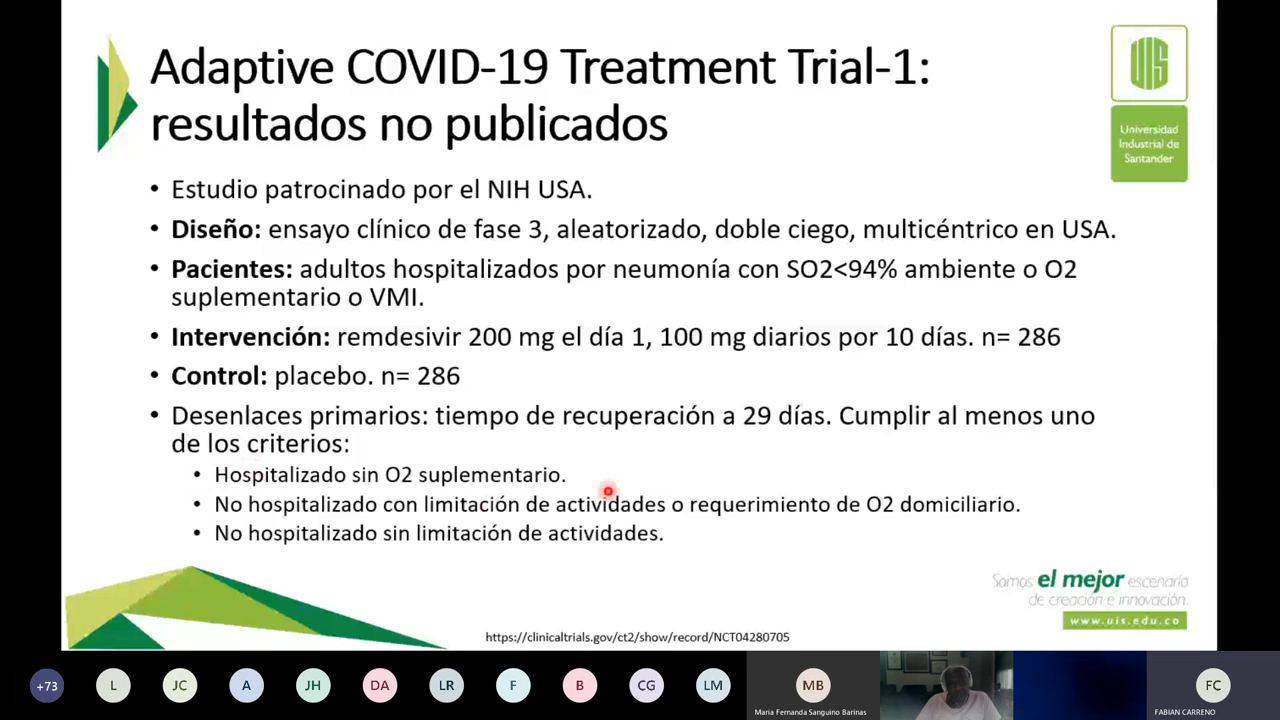 Adaptive COVID-19 Treatment Trial-1:
resultados no publicados
UIS
Universidad
Industrial de
Santander
• Estudio patrocinado por el NIH USA.
• Diseño: ensayo clínico de fase 3, aleatorizado, doble ciego, multicéntrico en USA.
• Pacientes: adultos hospitalizados por neumonía con SO2<94% ambiente o O2
suplementario o VMI.
• Intervención: remdesivir 200 mg el día 1, 100 mg diarios por 10 días. n= 286
• Control: placebo. n= 286
• Desenlaces primarios: tiempo de recuperación a 29 días. Cumplir al menos uno
de los criterios:
• Hospitalizado sin O2 suplementario.
• No hospitalizado con limitación de actividades o requerimiento de O2 domiciliario.
• No hospitalizado sin limitación de actividades.
Somos el mejor escenario
de creación e innovación.
www.uis.edu.co
https://clinicaltrials.gov/ct2/show/record/NCT04280705
+73
L
JC
A
JH
DA
LR
F
B
CG
LM
MB
FC
Maria Fernanda Sanguino Barinas
FABIAN CARRENO